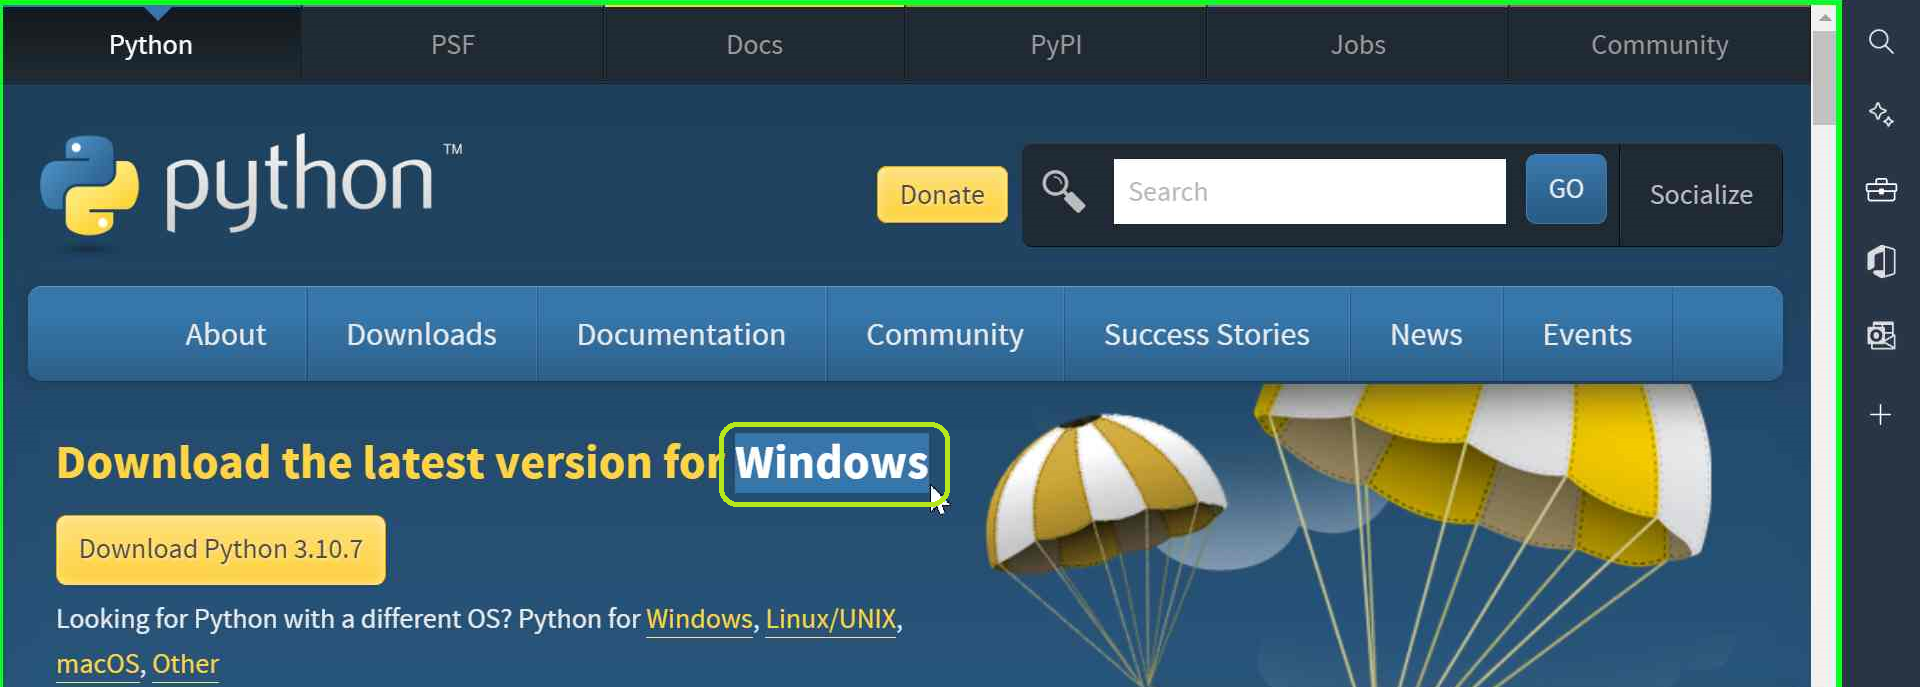 Python PSF Docs PyPI Jobs Community
python™
Donate Search GO Socialize
About Downloads Documentation Community Success Stories News Events
Download the latest version for Windows
Download Python 3.10.7
Looking for Python with a different OS? Python for Windows, Linux/UNIX,
macOS, Other